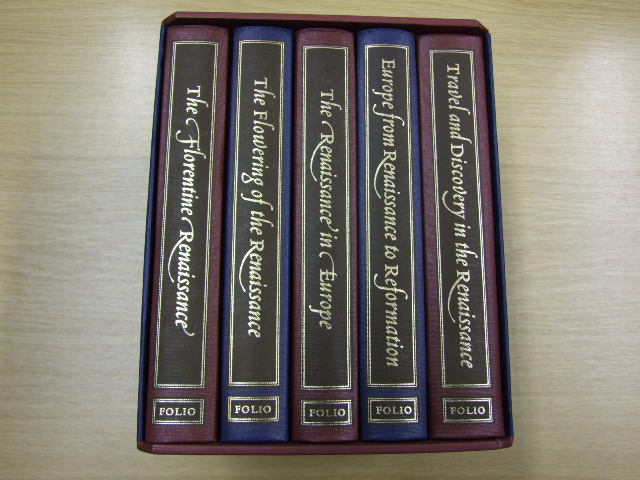 The Florentine Renaissance
FOLIO
The Flowering of the Renaissance
FOLIO
The Renaissance in Europe
FOLIO
Europe from Renaissance to Reformation
FOLIO
Travel and Discovery in the Renaissance
FOLIO